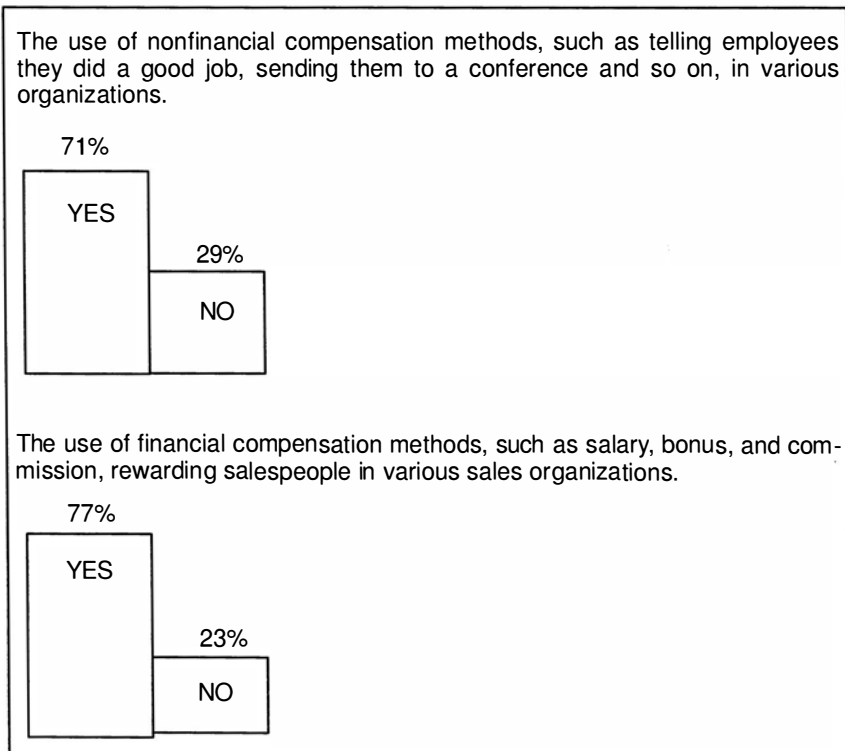 The use of nonfinancial compensation methods, such as telling employees
they did a good job, sending them to a conference and so on, in various
organizations.
71%
YES
29%
NO
The use of financial compensation methods, such as salary, bonus, and com-
mission, rewarding salespeople in various sales organizations.
77%
YES
23%
NO